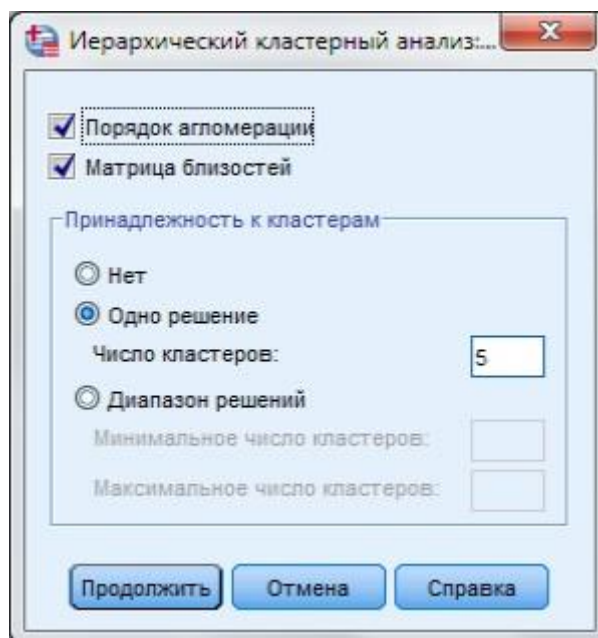 Иерархический кластерный анализ:...
Порядок агломерации
Матрица близостей
Принадлежность к кластерам
Нет
Одно решение
Число кластеров: 5
Диапазон решений
Минимальное число кластеров:
Максимальное число кластеров:
Продолжить Отмена Справка